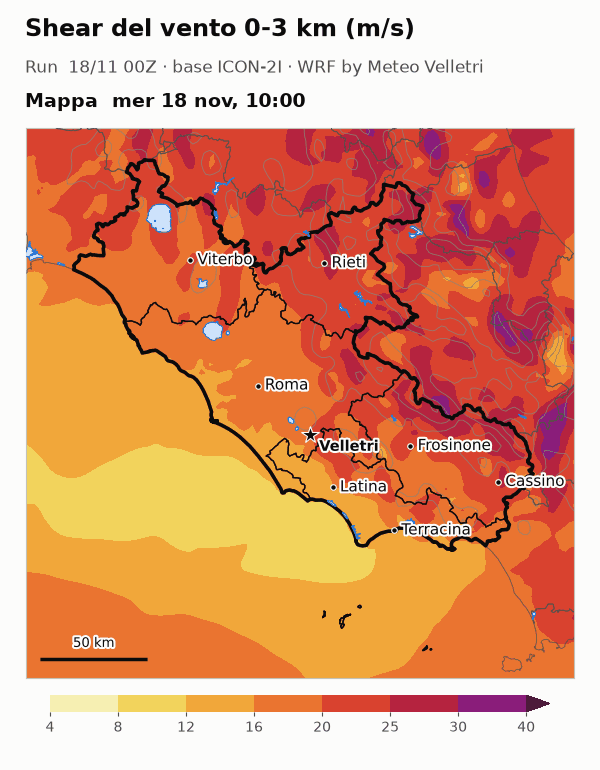 Shear del vento 0-3 km (m/s)
Run  18/11 00Z · base ICON-2I · WRF by Meteo Velletri
Mappa  mer 18 nov, 10:00
Viterbo
Rieti
Roma
Velletri
Frosinone
Cassino
Latina
Terracina
50 km
4 8 12 16 20 25 30 40